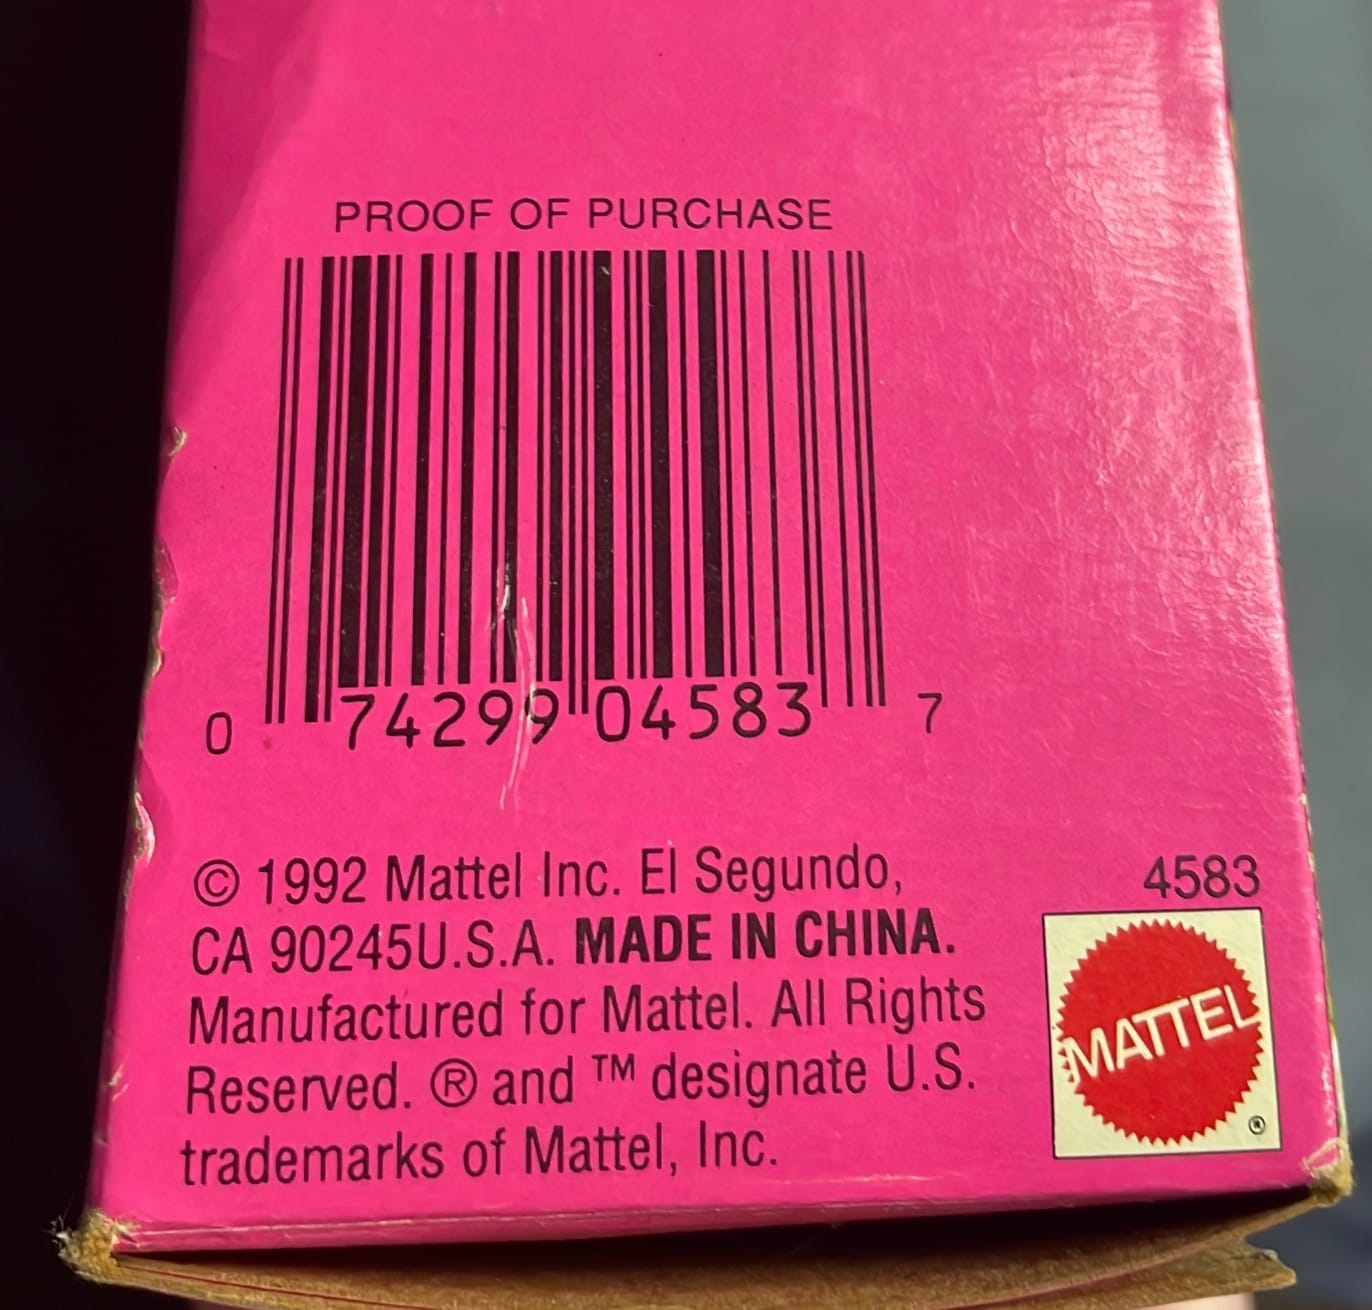 PROOF OF PURCHASE
0 74299 04583 7
© 1992 Mattel Inc. El Segundo,
CA 90245U.S.A. MADE IN CHINA.
Manufactured for Mattel. All Rights
Reserved. ® and ™ designate U.S.
trademarks of Mattel, Inc.
4583
MATTEL
®